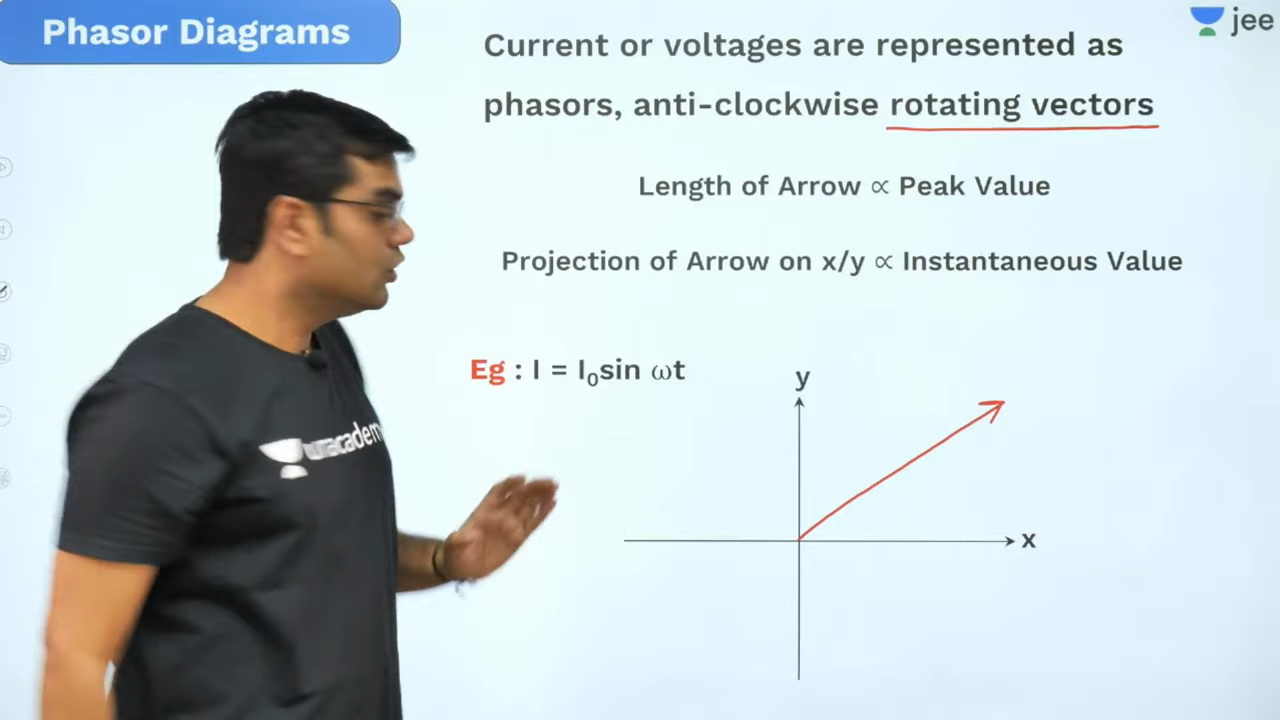 Phasor Diagrams
jee
Current or voltages are represented as
phasors, anti-clockwise rotating vectors
Length of Arrow ∝ Peak Value
Projection of Arrow on x/y ∝ Instantaneous Value
Eg : I = I₀sin ωt
y
x
unacademy